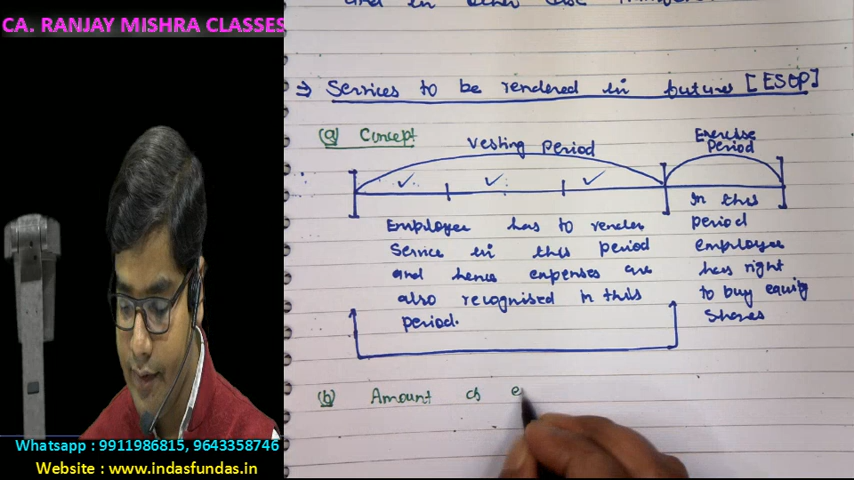 CA. RANJAY MISHRA CLASSES
⇒ Services to be rendered in future [ESOP]
(a) Concept
Vesting Period
Exercise
Period
Employee has to render
Service in this period
and hence expenses are
also recognised in this
period.
In this
period
employee
has right
to buy equity
Shares
(b) Amount of e
Whatsapp : 9911986815, 9643358746
Website : www.indasfundas.in